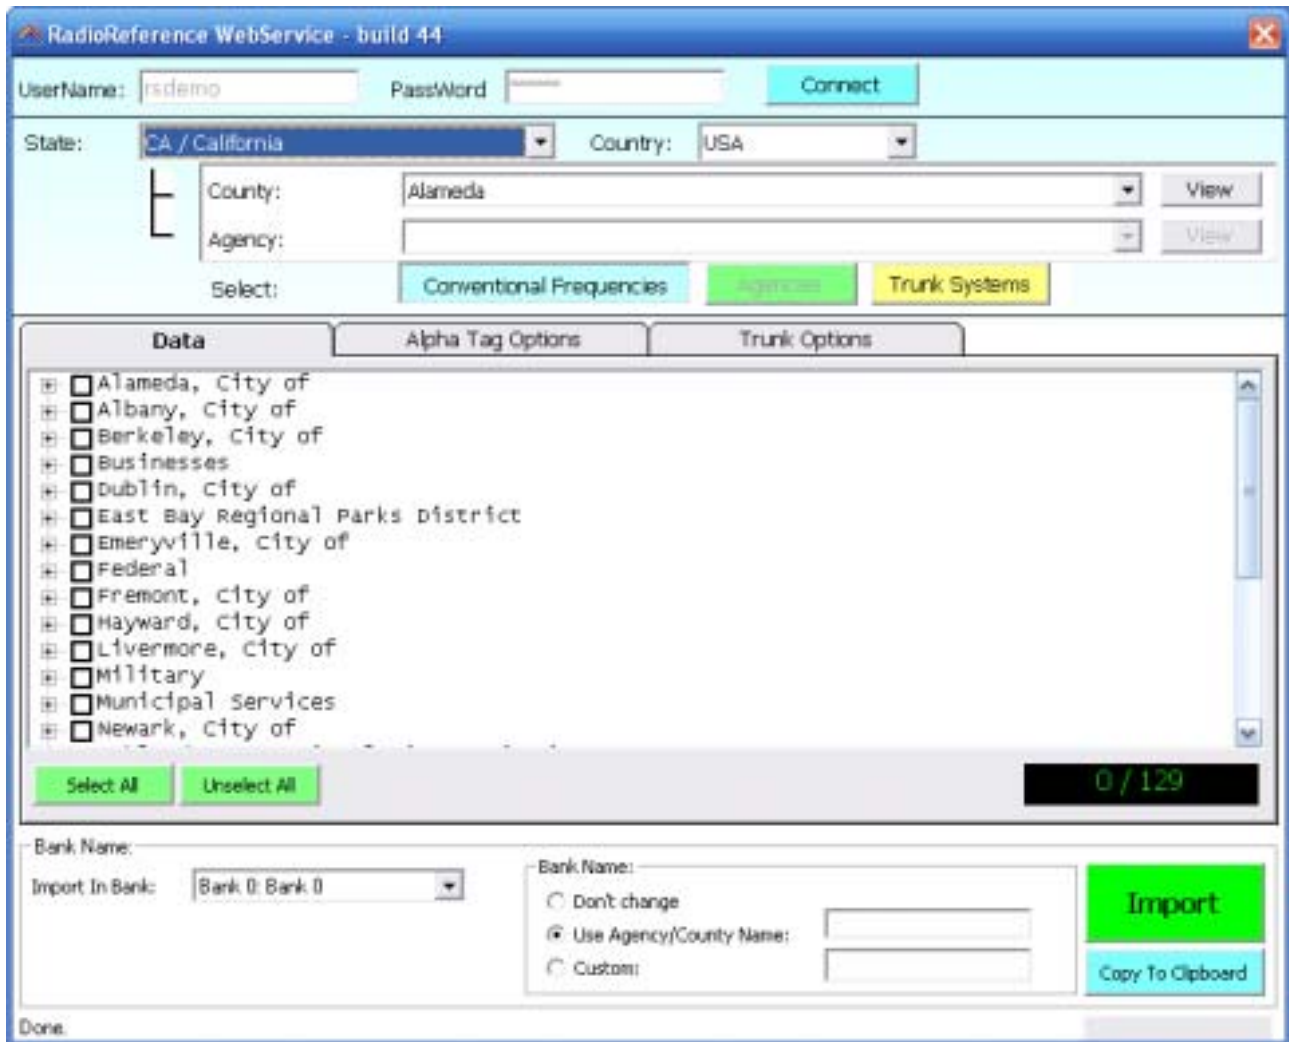 RadioReference WebService - build 44
UserName: rsdemo PassWord Connect
State: CA / California Country: USA
County: Alameda View
Agency: View
Select: Conventional Frequencies Agencies Trunk Systems
Data Alpha Tag Options Trunk Options
Alameda, City of
Albany, City of
Berkeley, City of
Businesses
Dublin, City of
East Bay Regional Parks District
Emeryville, City of
Federal
Fremont, City of
Hayward, City of
Livermore, City of
Military
Municipal Services
Newark, City of
Select All Unselect All 0 / 129
Bank Name:
Import In Bank: Bank 0: Bank 0
Bank Name:
Don't change
Use Agency/County Name:
Custom:
Import
Copy To Clipboard
Done.